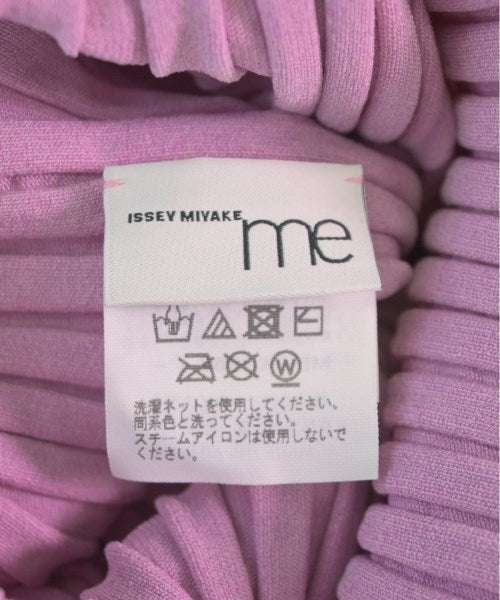 ISSEY MIYAKE me
W
洗濯ネットを使用してください。
同系色と洗ってください。
スチームアイロンは使用しないで
ください。